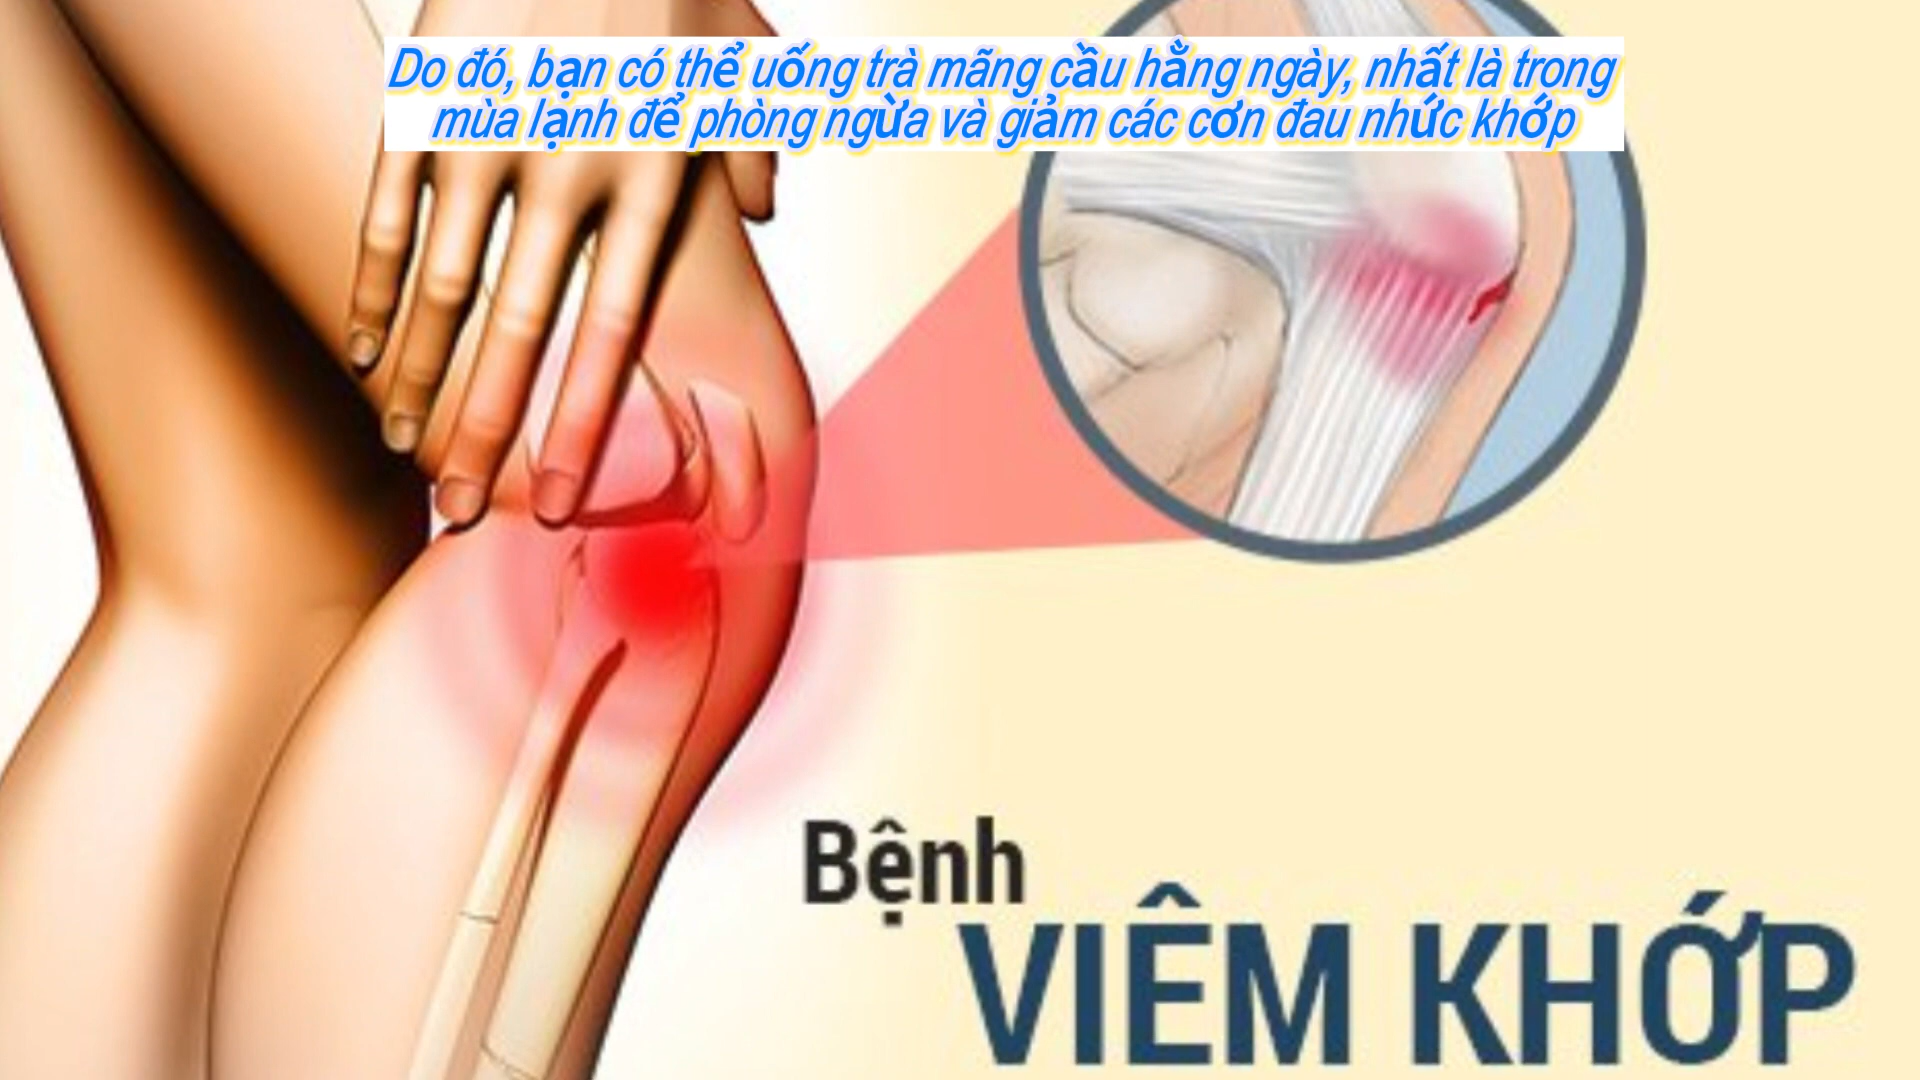 Do đó, bạn có thể uống trà mãng cầu hằng ngày, nhất là trong
mùa lạnh để phòng ngừa và giảm các cơn đau nhức khớp
Bệnh
VIÊM KHỚP